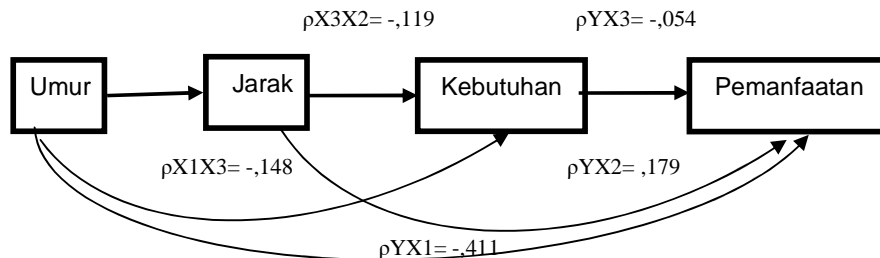 ρX3X2= -,119 ρYX3= -,054
Umur Jarak Kebutuhan Pemanfaatan
ρX1X3= -,148 ρYX2= ,179
ρYX1= -,411